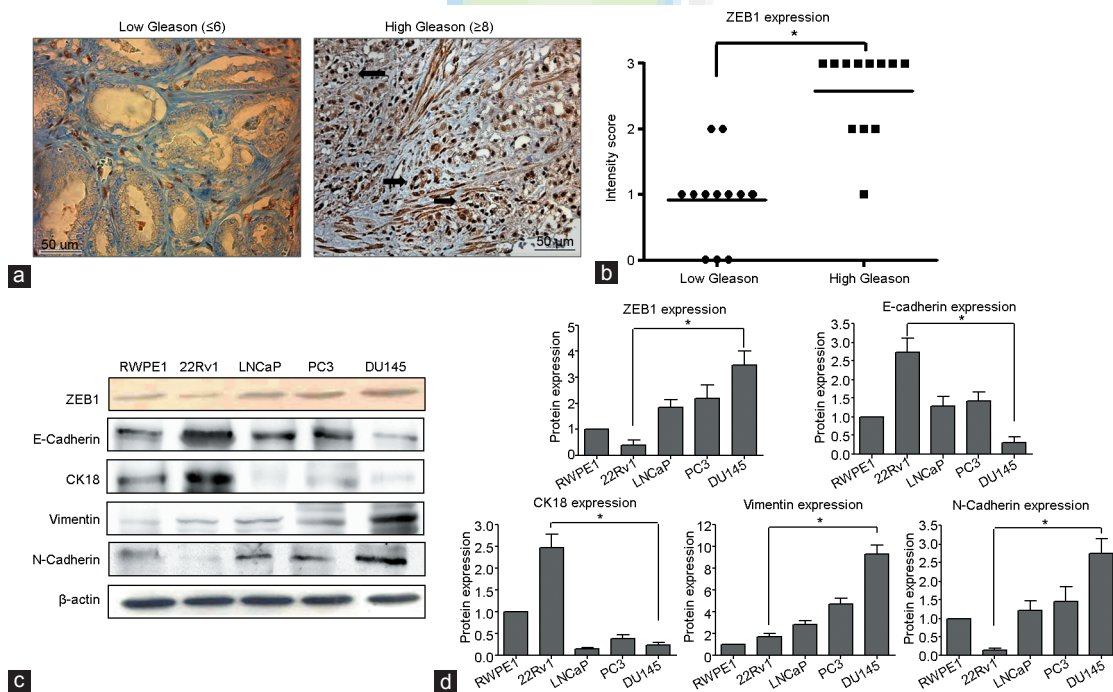 Low Gleason (≤6)
High Gleason (≥8)
50 um
50 um
a
ZEB1 expression
*
Intensity score
3
2
1
0
Low Gleason
High Gleason
b
RWPE1 22Rv1 LNCaP PC3 DU145
ZEB1
E-Cadherin
CK18
Vimentin
N-Cadherin
β-actin
c
ZEB1 expression
*
Protein expression
5
4
3
2
1
0
RWPE1 22Rv1 LNCaP PC3 DU145
E-cadherin expression
*
Protein expression
3.5
3.0
2.5
2.0
1.5
1.0
0.5
0.0
RWPE1 22Rv1 LNCaP PC3 DU145
CK18 expression
*
Protein expression
3.0
2.5
2.0
1.5
1.0
0.5
0.0
RWPE1 22Rv1 LNCaP PC3 DU145
Vimentin expression
*
Protein expression
12
10
8
6
4
2
0
RWPE1 22Rv1 LNCaP PC3 DU145
N-Cadherin expression
*
Protein expression
3.5
3.0
2.5
2.0
1.5
1.0
0.5
0.0
RWPE1 22Rv1 LNCaP PC3 DU145
d